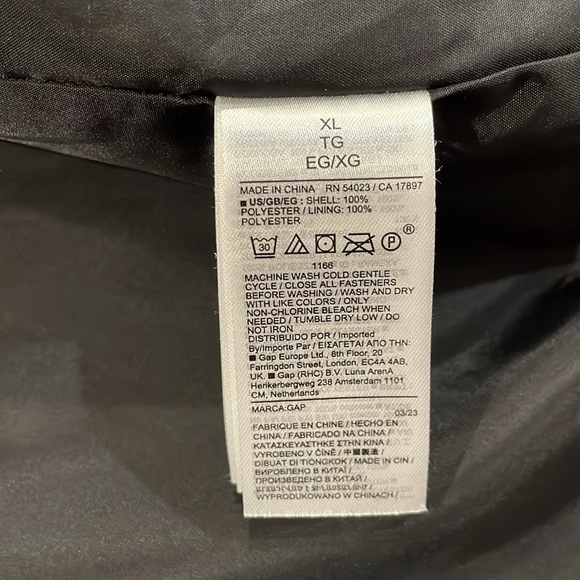 XL
TG
EG/XG
MADE IN CHINA RN 54023 / CA 17897
■ US/GB/EG : SHELL: 100%
POLYESTER / LINING: 100%
POLYESTER
30 P ®
1166
MACHINE WASH COLD GENTLE
CYCLE / CLOSE ALL FASTENERS
BEFORE WASHING / WASH AND DRY
WITH LIKE COLORS / ONLY
NON-CHLORINE BLEACH WHEN
NEEDED / TUMBLE DRY LOW / DO
NOT IRON
DISTRIBUIDO POR / Imported
By/Importe Par / ΕΙΣΑΓΕΤΑΙ ΑΠΟ ΤΗΝ:
■ Gap Europe Ltd., 8th Floor, 20
Farringdon Street, London, EC4A 4AB,
UK. ■ Gap (RHC) B.V. Luna ArenA
Herikerbergweg 238 Amsterdam 1101
CM, Netherlands
MARCA:GAP 03/23
FABRIQUE EN CHINE / HECHO EN
CHINA / FABRICADO NA CHINA /
ΚΑΤΑΣΚΕΥΑΣΤΗΚΕ ΣΤΗΝ ΚΙΝΑ /
VYROBENO V ČÍNĚ / 中國製造 /
DIBUAT DI TIONGKOK / MADE IN CIN /
ВИРОБЛЕНО В КИТАЇ /
ПРОИЗВЕДЕНО В КИТАЙ /
WYPRODUKOWANO W CHINACH /